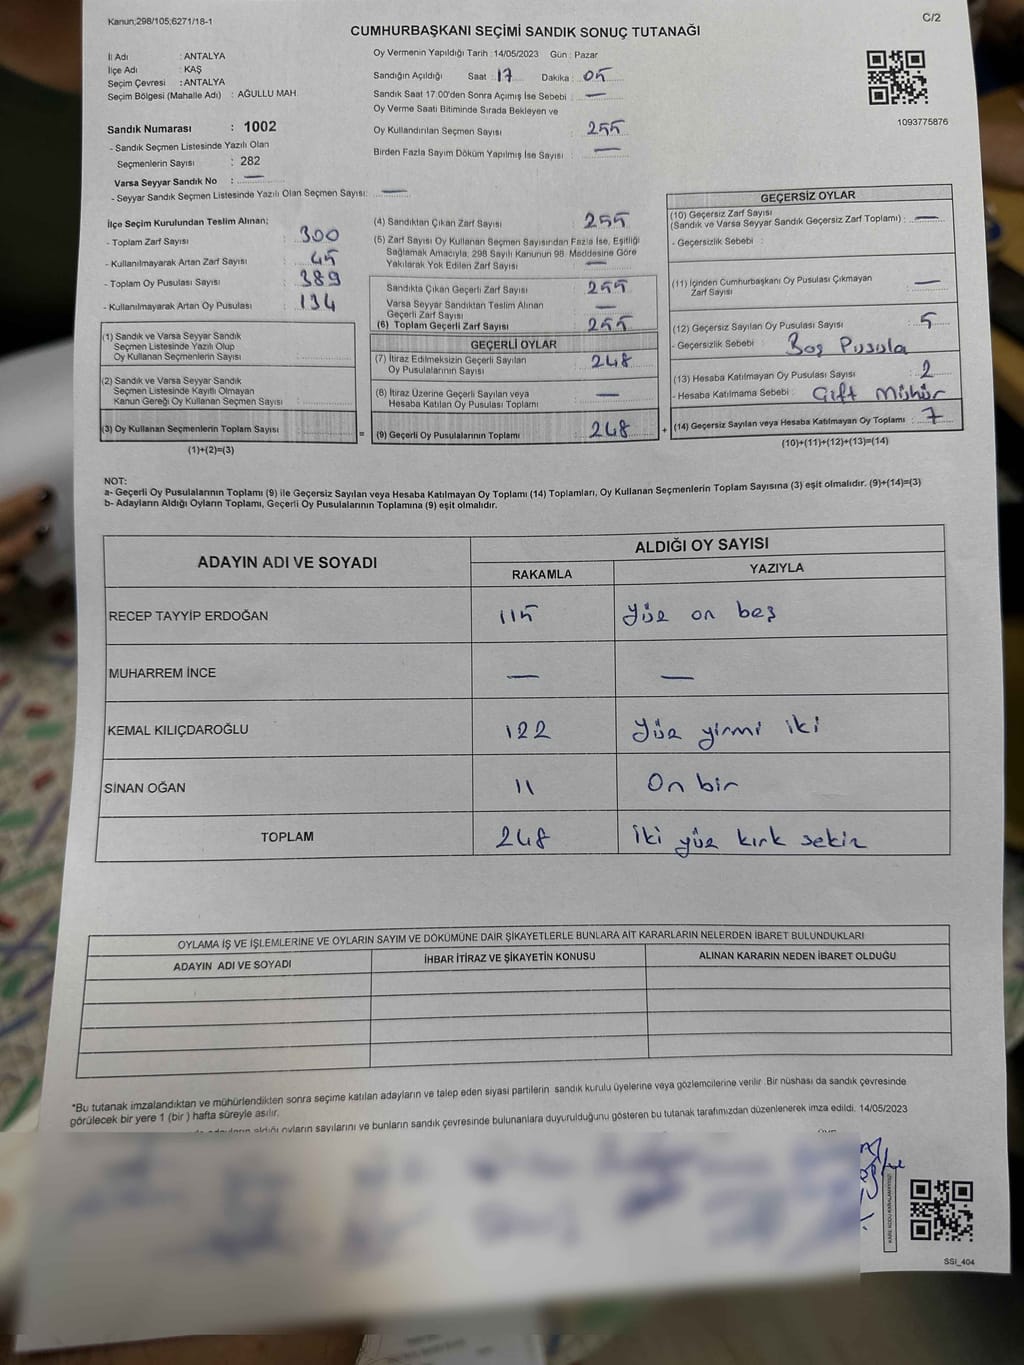 Kanun;298/105;6271/18-1
C/2
CUMHURBAŞKANI SEÇİMİ SANDIK SONUÇ TUTANAĞI
İl Adı : ANTALYA
İlçe Adı : KAŞ
Seçim Çevresi : ANTALYA
Seçim Bölgesi (Mahalle Adı) : AĞULLU MAH.
Oy Vermenin Yapıldığı Tarih : 14/05/2023 Gün : Pazar
Sandığın Açıldığı Saat : 17 Dakika : 05
Sandık Saat 17.00'den Sonra Açımış İse Sebebi : —
Oy Verme Saati Bitiminde Sırada Bekleyen ve
Oy Kullandırılan Seçmen Sayısı : 255
Birden Fazla Sayım Döküm Yapılmış İse Sayısı : —
1093775876
Sandık Numarası : 1002
- Sandık Seçmen Listesinde Yazılı Olan
Seçmenlerin Sayısı : 282
Varsa Seyyar Sandık No : —
- Seyyar Sandık Seçmen Listesinde Yazılı Olan Seçmen Sayısı: —
İlçe Seçim Kurulundan Teslim Alınan;
- Toplam Zarf Sayısı : 300
- Kullanılmayarak Artan Zarf Sayısı : 45
- Toplam Oy Pusulası Sayısı : 389
- Kullanılmayarak Artan Oy Pusulası : 134
(1) Sandık ve Varsa Seyyar Sandık
Seçmen Listesinde Yazılı Olup
Oy Kullanan Seçmenlerin Sayısı :
(2) Sandık ve Varsa Seyyar Sandık
Seçmen Listesinde Kayıtlı Olmayan
Kanun Gereği Oy Kullanan Seçmen Sayısı :
(3) Oy Kullanan Seçmenlerin Toplam Sayısı
(1)+(2)=(3)
(4) Sandıktan Çıkan Zarf Sayısı : 255
(5) Zarf Sayısı Oy Kullanan Seçmen Sayısından Fazla İse, Eşitliği
Sağlamak Amacıyla, 298 Sayılı Kanunun 98. Maddesine Göre
Yakılarak Yok Edilen Zarf Sayısı : —
Sandıkta Çıkan Geçerli Zarf Sayısı : 255
Varsa Seyyar Sandıktan Teslim Alınan
Geçerli Zarf Sayısı : —
(6) Toplam Geçerli Zarf Sayısı : 255
GEÇERLİ OYLAR
(7) İtiraz Edilmeksizin Geçerli Sayılan
Oy Pusulasının Sayısı : 248
(8) İtiraz Üzerine Geçerli Sayılan veya
Hesaba Katılan Oy Pusulası Toplamı : —
= (9) Geçerli Oy Pusulalarının Toplamı : 248
GEÇERSİZ OYLAR
(10) Geçersiz Zarf Sayısı
(Sandık ve Varsa Seyyar Sandık Geçersiz Zarf Toplamı) : —
- Geçersizlik Sebebi :
(11) İçinden Cumhurbaşkanı Oy Pusulası Çıkmayan
Zarf Sayısı : —
(12) Geçersiz Sayılan Oy Pusulası Sayısı : 5
- Geçersizlik Sebebi : Boş Pusula
(13) Hesaba Katılmayan Oy Pusulası Sayısı : 2
- Hesaba Katılmama Sebebi : Çift Mühür
+ (14) Geçersiz Sayılan veya Hesaba Katılmayan Oy Toplamı : 7
(10)+(11)+(12)+(13)=(14)
NOT:
a- Geçerli Oy Pusulalarının Toplamı (9) ile Geçersiz Sayılan veya Hesaba Katılmayan Oy Toplamı (14) Toplamları, Oy Kullanan Seçmenlerin Toplam Sayısına (3) eşit olmalıdır. (9)+(14)=(3)
b- Adayların Aldığı Oyların Toplamı, Geçerli Oy Pusulalarının Toplamına (9) eşit olmalıdır.
ADAYIN ADI VE SOYADI
ALDIĞI OY SAYISI
RAKAMLA YAZIYLA
RECEP TAYYİP ERDOĞAN 115 Yüz on beş
MUHARREM İNCE — —
KEMAL KILIÇDAROĞLU 122 Yüz yirmi iki
SİNAN OĞAN 11 On bir
TOPLAM 248 İki yüz kırk sekiz
OYLAMA İŞ VE İŞLEMLERİNE VE OYLARIN SAYIM VE DÖKÜMÜNE DAİR ŞİKAYETLERLE BUNLARA AİT KARARLARIN NELERDEN İBARET BULUNDUKLARI
ADAYIN ADI VE SOYADI İHBAR İTİRAZ VE ŞİKAYETİN KONUSU ALINAN KARARIN NEDEN İBARET OLDUĞU
*Bu tutanak imzalandıktan ve mühürlendikten sonra seçime katılan adayların ve talep eden siyasi partilerin sandık kurulu üyelerine veya gözlemcilerine verilir. Bir nüshası da sandık çevresinde
görülecek bir yere 1 (bir) hafta süreyle asılır.
adayların aldığı oyların sayılarını ve bunların sandık çevresinde bulunanlara duyurulduğunu gösteren bu tutanak tarafımızdan düzenlenerek imza edildi. 14/05/2023
SSI_404